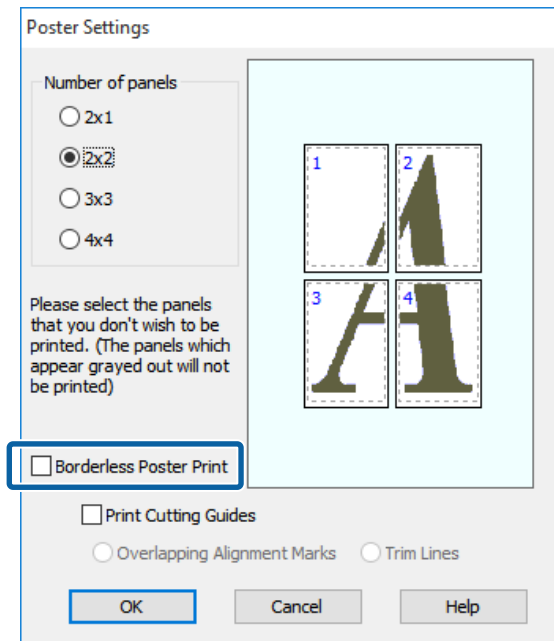 Poster Settings
Number of panels
2x1
2x2
3x3
4x4
1
2
3
4
Please select the panels
that you don't wish to be
printed. (The panels which
appear grayed out will not
be printed)
Borderless Poster Print
Print Cutting Guides
Overlapping Alignment Marks
Trim Lines
OK
Cancel
Help